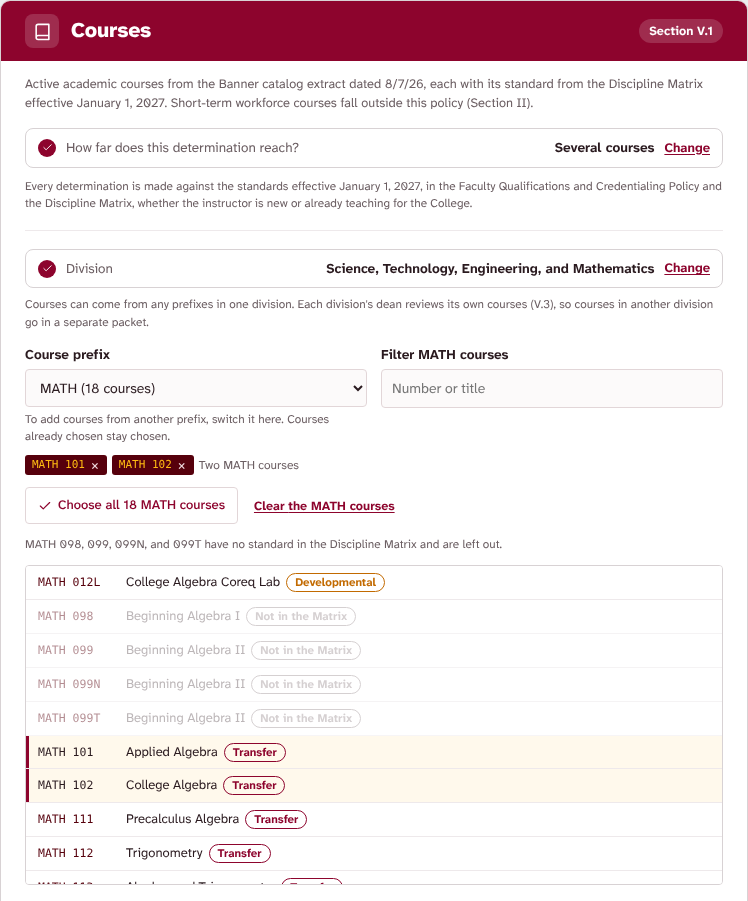 Courses
Section V.1
Active academic courses from the Banner catalog extract dated 8/7/26, each with its standard from the Discipline Matrix
effective January 1, 2027. Short-term workforce courses fall outside this policy (Section II).
How far does this determination reach?
Several courses Change
Every determination is made against the standards effective January 1, 2027, in the Faculty Qualifications and Credentialing Policy and
the Discipline Matrix, whether the instructor is new or already teaching for the College.
Division
Science, Technology, Engineering, and Mathematics Change
Courses can come from any prefixes in one division. Each division's dean reviews its own courses (V.3), so courses in another division
go in a separate packet.
Course prefix
MATH (18 courses)
To add courses from another prefix, switch it here. Courses
already chosen stay chosen.
Filter MATH courses
Number or title
MATH 101 × MATH 102 × Two MATH courses
Choose all 18 MATH courses
Clear the MATH courses
MATH 098, 099, 099N, and 099T have no standard in the Discipline Matrix and are left out.
MATH 012L College Algebra Coreq Lab Developmental
MATH 098 Beginning Algebra I Not in the Matrix
MATH 099 Beginning Algebra II Not in the Matrix
MATH 099N Beginning Algebra II Not in the Matrix
MATH 099T Beginning Algebra II Not in the Matrix
MATH 101 Applied Algebra Transfer
MATH 102 College Algebra Transfer
MATH 111 Precalculus Algebra Transfer
MATH 112 Trigonometry Transfer